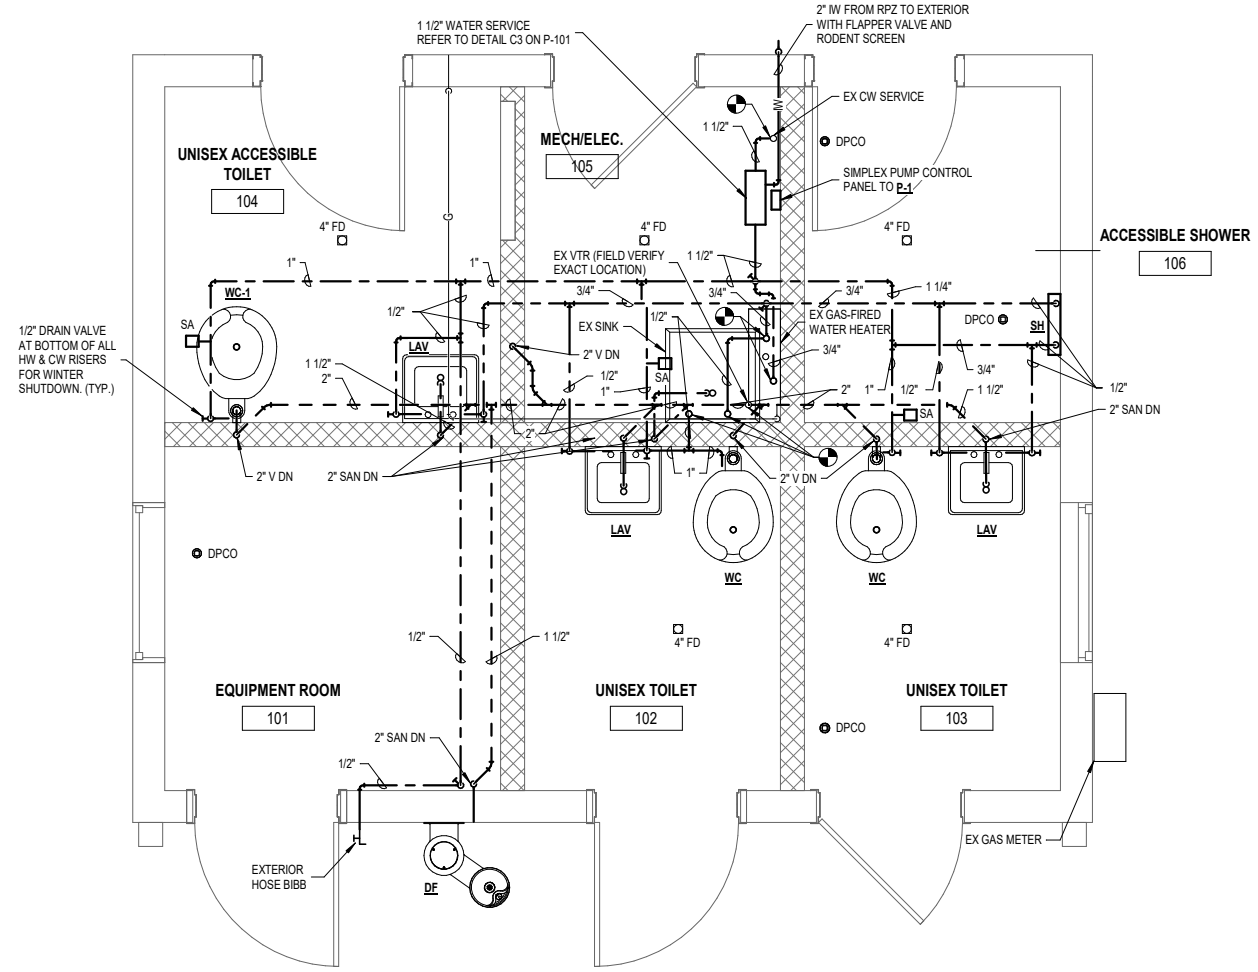 2" IW FROM RPZ TO EXTERIOR
WITH FLAPPER VALVE AND
RODENT SCREEN
1 1/2" WATER SERVICE
REFER TO DETAIL C3 ON P-101
EX CW SERVICE
IW
1 1/2"
DPCO
MECH/ELEC.
105
UNISEX ACCESSIBLE
TOILET
104
SIMPLEX PUMP CONTROL
PANEL TO P-1
G
4" FD
4" FD
4" FD
ACCESSIBLE SHOWER
106
EX VTR (FIELD VERIFY
EXACT LOCATION)
1 1/2"
1"
1"
3/4"
3/4"
3/4"
1 1/4"
WC-1
1/2"
1/2"
EX GAS-FIRED
WATER HEATER
DPCO
SH
SA
EX SINK
1/2" DRAIN VALVE
AT BOTTOM OF ALL
HW & CW RISERS
FOR WINTER
SHUTDOWN. (TYP.)
LAV
2" V DN
3/4"
3/4"
1 1/2"
2"
SA
1/2"
1"
2"
1"
1/2"
1 1/2"
1/2"
SA
2" SAN DN
2"
2" V DN
2" SAN DN
1"
2" V DN
LAV
LAV
DPCO
WC
WC
1/2"
1 1/2"
4" FD
4" FD
EQUIPMENT ROOM
101
UNISEX TOILET
102
UNISEX TOILET
103
2" SAN DN
DPCO
1/2"
EX GAS METER
EXTERIOR
HOSE BIBB
DF